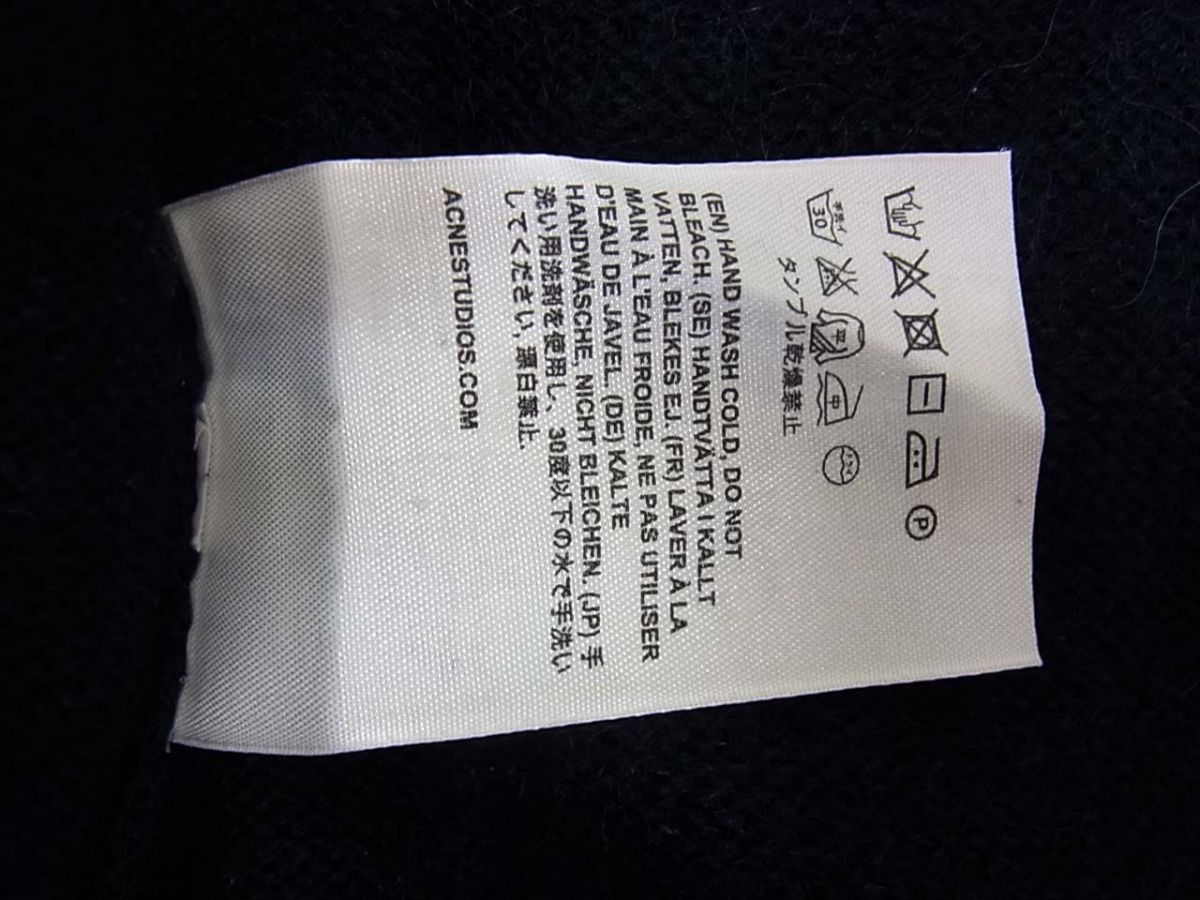 P
手洗イ
30
平
中
タンブル乾燥禁止
(EN) HAND WASH COLD, DO NOT
BLEACH. (SE) HANDTVÄTTA I KALLT
VATTEN, BLEKES EJ. (FR) LAVER À LA
MAIN À L'EAU FROIDE, NE PAS UTILISER
D'EAU DE JAVEL. (DE) KALTE
HANDWÄSCHE, NICHT BLEICHEN. (JP) 手
洗い用洗剤を使用し、30度以下の水で手洗い
してください, 漂白禁止.
ACNESTUDIOS.COM